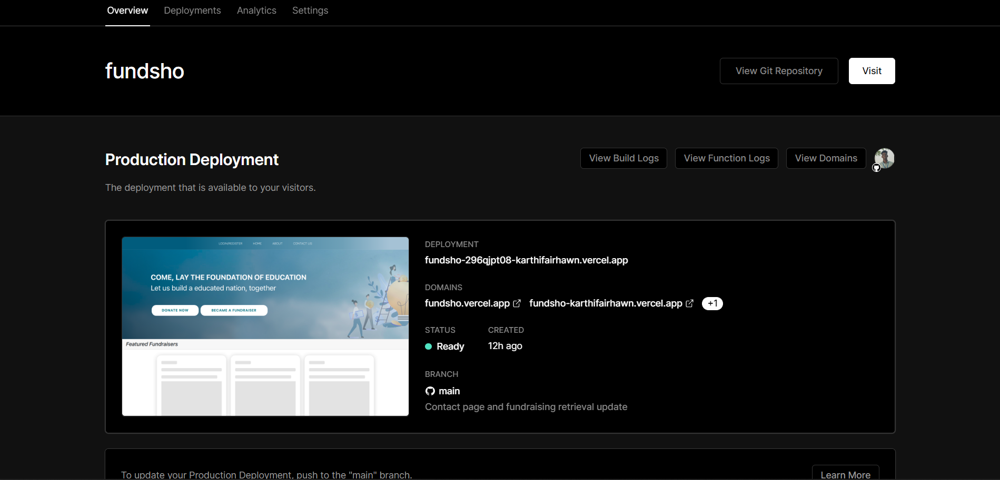 Overview Deployments Analytics Settings
fundsho
View Git Repository Visit
Production Deployment
View Build Logs View Function Logs View Domains
The deployment that is available to your visitors.
LOGIN/REGISTER HOME ABOUT CONTACT US
COME, LAY THE FOUNDATION OF EDUCATION
Let us build a educated nation, together
DONATE NOW BECAME A FUNDRAISER
Featured Fundraisers
DEPLOYMENT
fundsho-296qjpt08-karthifairhawn.vercel.app
DOMAINS
fundsho.vercel.app fundsho-karthifairhawn.vercel.app +1
STATUS CREATED
Ready 12h ago
BRANCH
main
Contact page and fundraising retrieval update
To update your Production Deployment, push to the "main" branch.
Learn More